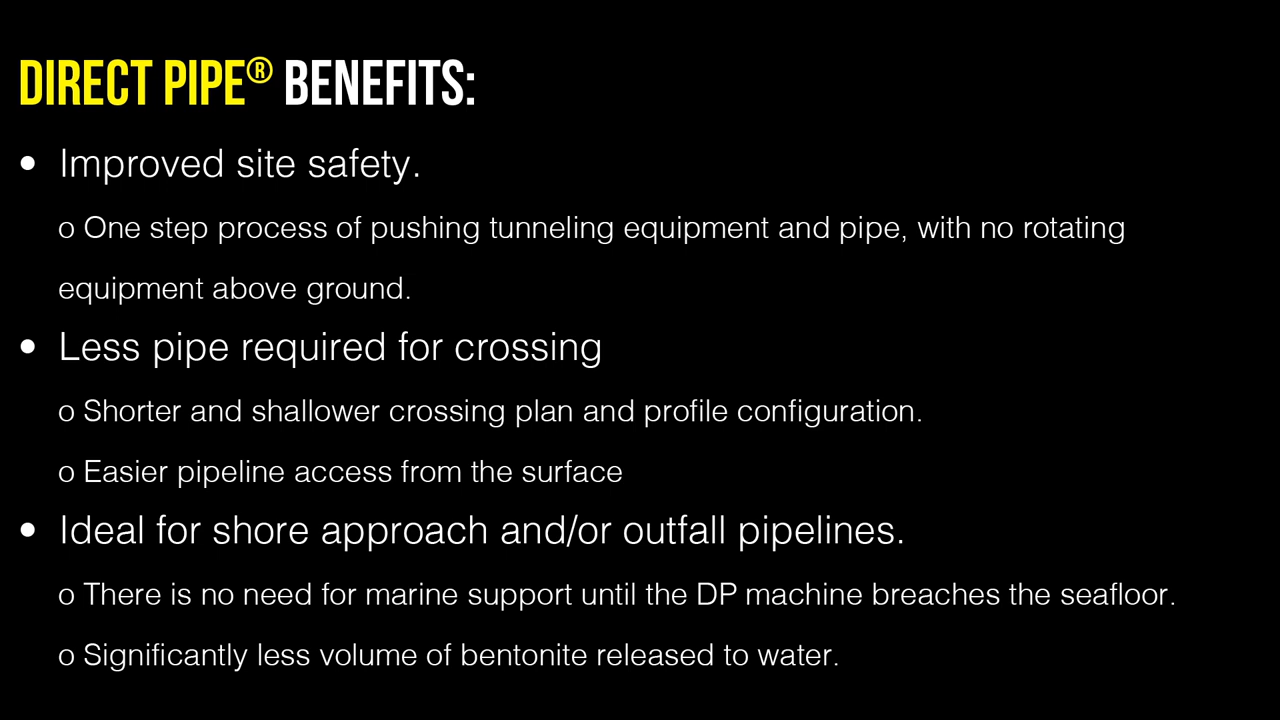 DIRECT PIPE® BENEFITS:
• Improved site safety.
o One step process of pushing tunneling equipment and pipe, with no rotating
equipment above ground.
• Less pipe required for crossing
o Shorter and shallower crossing plan and profile configuration.
o Easier pipeline access from the surface
• Ideal for shore approach and/or outfall pipelines.
o There is no need for marine support until the DP machine breaches the seafloor.
o Significantly less volume of bentonite released to water.